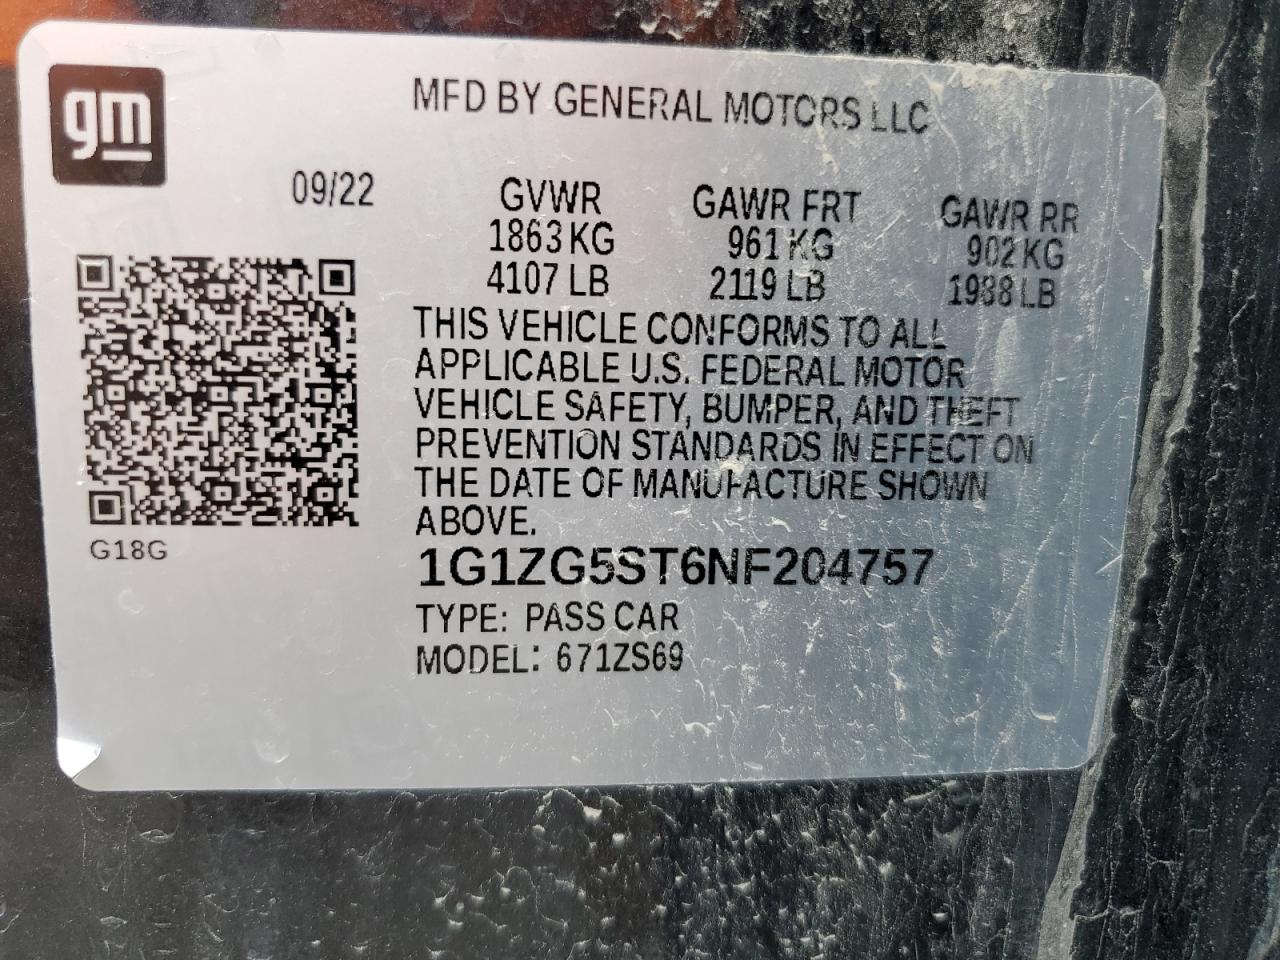 gm
MFD BY GENERAL MOTORS LLC
09/22
GVWR GAWR FRT GAWR RR
1863 KG 961 KG 902 KG
4107 LB 2119 LB 1988 LB
THIS VEHICLE CONFORMS TO ALL
APPLICABLE U.S. FEDERAL MOTOR
VEHICLE SAFETY, BUMPER, AND THEFT
PREVENTION STANDARDS IN EFFECT ON
THE DATE OF MANUFACTURE SHOWN
ABOVE.
G18G
1G1ZG5ST6NF204757
TYPE: PASS CAR
MODEL: 671ZS69